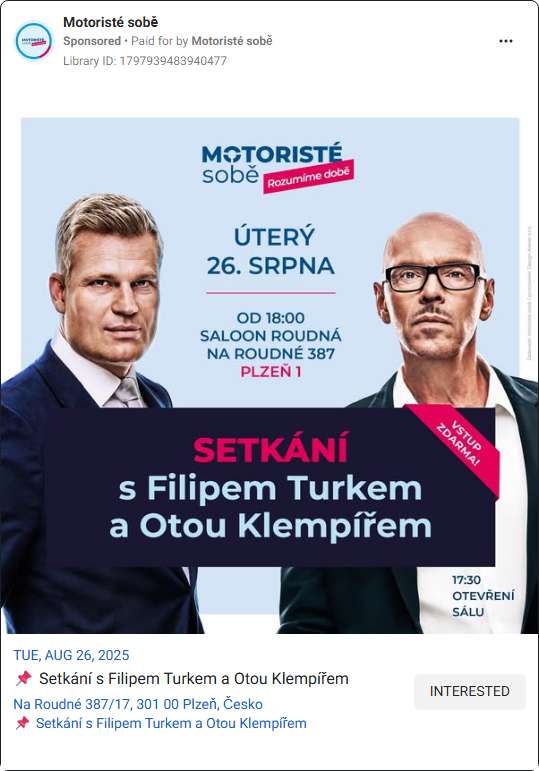 Motoristé sobě
Sponsored • Paid for by Motoristé sobě
Library ID: 1797939483940477
MOTORISTÉ
sobě
Rozumíme době
ÚTERÝ
26. SRPNA
OD 18:00
SALOON ROUDNÁ
NA ROUDNÉ 387
PLZEŇ 1
VSTUP
ZDARMA!
SETKÁNÍ
s Filipem Turkem
a Otou Klempířem
17:30
OTEVŘENÍ
SÁLU
TUE, AUG 26, 2025
📌 Setkání s Filipem Turkem a Otou Klempířem
INTERESTED
Na Roudné 387/17, 301 00 Plzeň, Česko
📌 Setkání s Filipem Turkem a Otou Klempířem